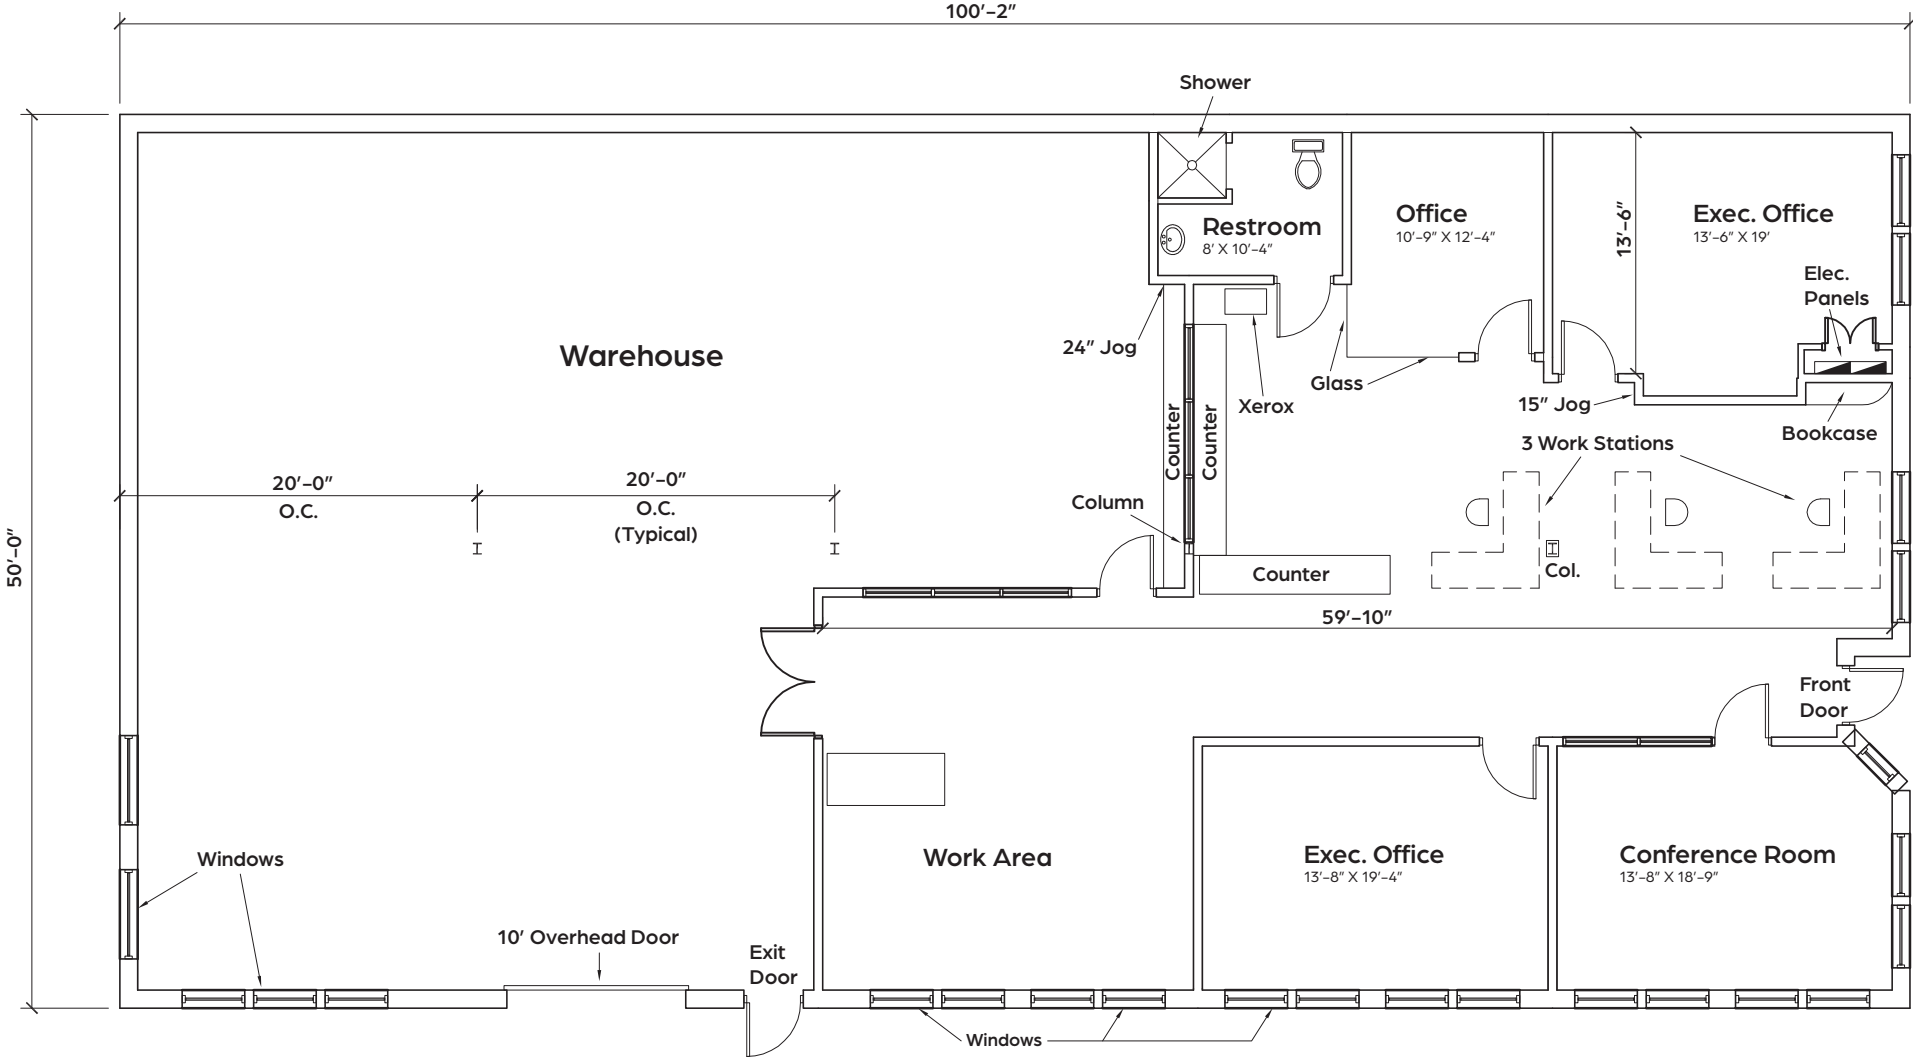 100′-2″
Shower
Restroom
8' X 10'-4"
Office
10'-9" X 12'-4"
13′-6″
Exec. Office
13'-6" X 19'
Elec.
Panels
24" Jog
Warehouse
Glass
Xerox
15" Jog
Bookcase
3 Work Stations
Counter
Counter
20′-0″
O.C.
20′-0″
O.C.
(Typical)
Column
50′-0″
Counter
Col.
59′-10″
Front
Door
Windows
Work Area
Exec. Office
13'-8" X 19'-4"
Conference Room
13'-8" X 18'-9"
10' Overhead Door
Exit
Door
Windows